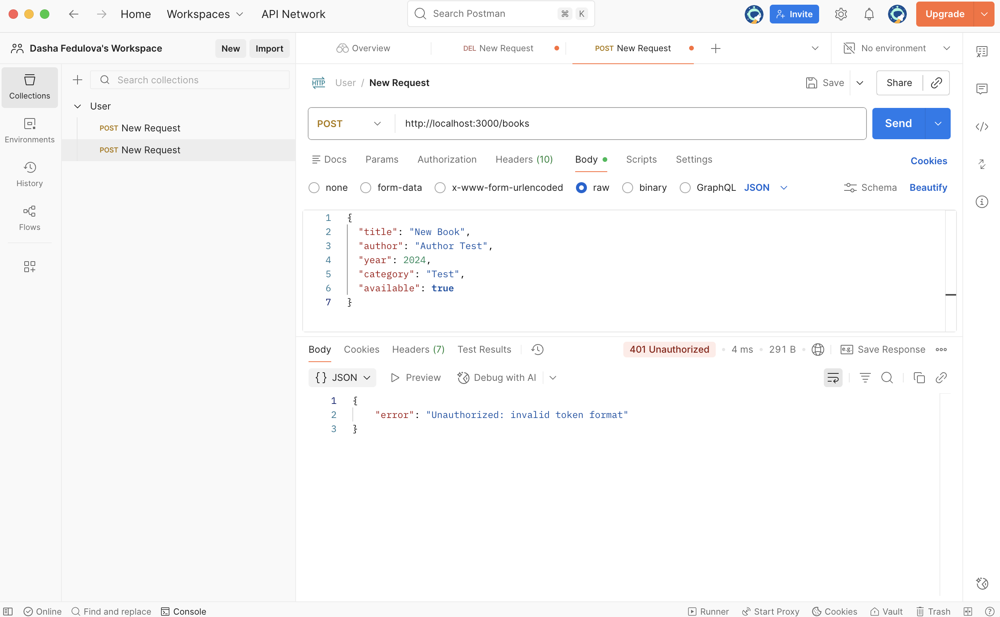 Home Workspaces API Network Search Postman ⌘ K Invite Upgrade
Dasha Fedulova's Workspace New Import
Overview DEL New Request POST New Request No environment
Collections
Environments
History
Flows
Search collections
User
POST New Request
POST New Request
HTTP User / New Request Save Share
POST http://localhost:3000/books Send
Docs Params Authorization Headers (10) Body Scripts Settings Cookies
none form-data x-www-form-urlencoded raw binary GraphQL JSON Schema Beautify
1 {
2 "title": "New Book",
3 "author": "Author Test",
4 "year": 2024,
5 "category": "Test",
6 "available": true
7 }
Body Cookies Headers (7) Test Results 401 Unauthorized • 4 ms • 291 B • e.g. Save Response
{} JSON Preview Debug with AI
1 {
2 "error": "Unauthorized: invalid token format"
3 }
Online Find and replace Console Runner Start Proxy Cookies Vault Trash